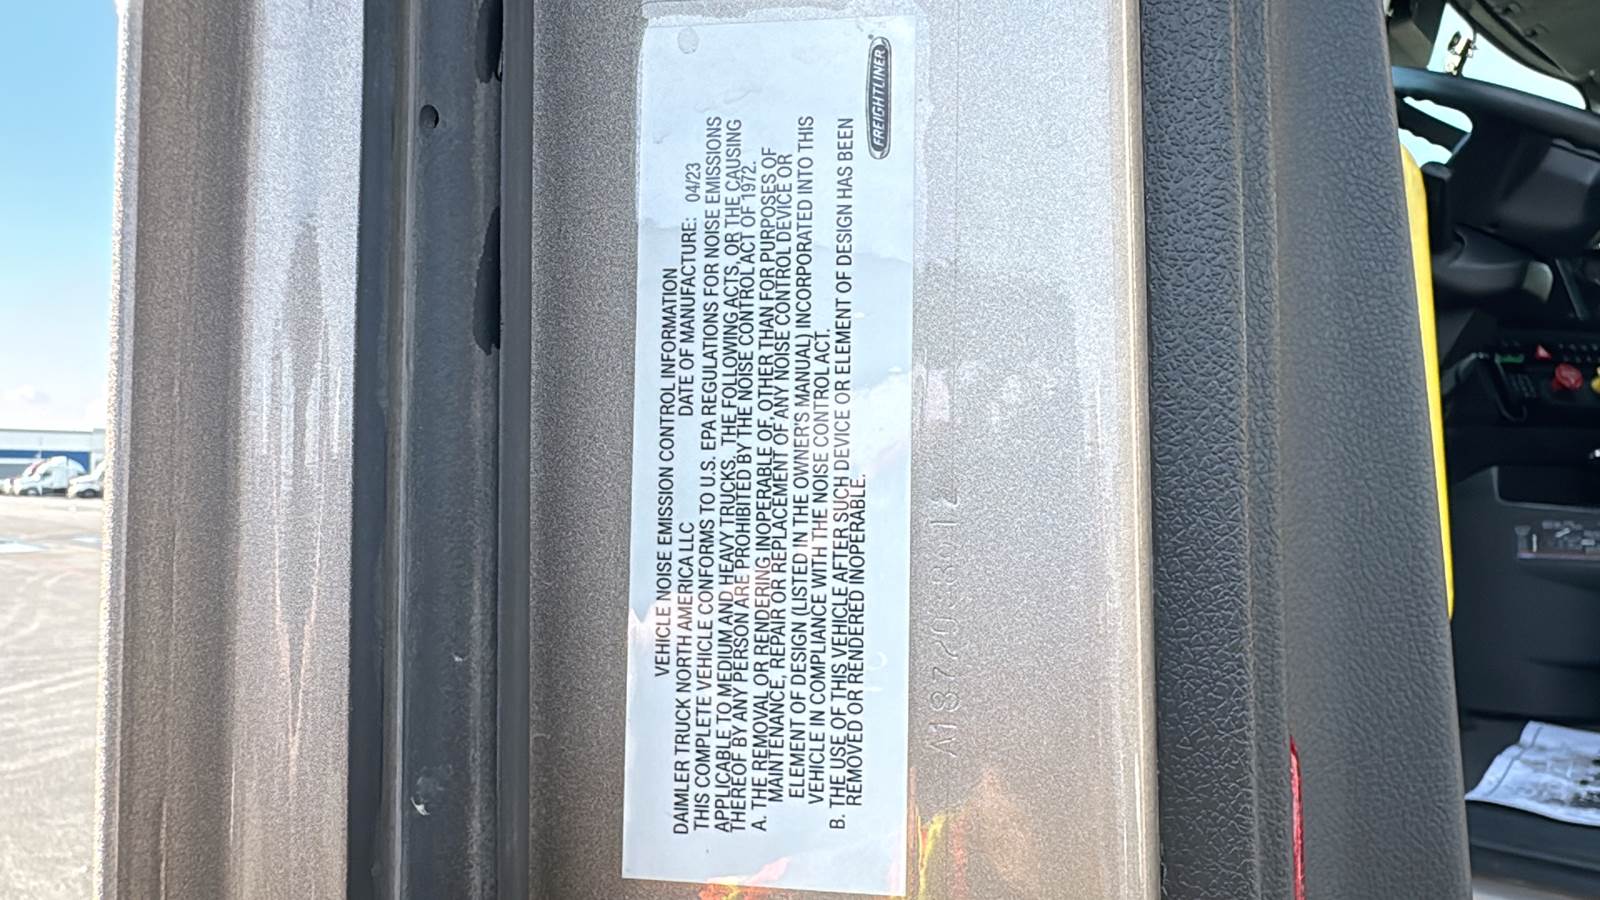 FREIGHTLINER
VEHICLE NOISE EMISSION CONTROL INFORMATION
DAIMLER TRUCK NORTH AMERICA LLC DATE OF MANUFACTURE: 04/23
THIS COMPLETE VEHICLE CONFORMS TO U.S. EPA REGULATIONS FOR NOISE EMISSIONS
APPLICABLE TO MEDIUM AND HEAVY TRUCKS. THE FOLLOWING ACTS, OR THE CAUSING
THEREOF BY ANY PERSON ARE PROHIBITED BY THE NOISE CONTROL ACT OF 1972.
A. THE REMOVAL OR RENDERING INOPERABLE OF, OTHER THAN FOR PURPOSES OF
MAINTENANCE, REPAIR OR REPLACEMENT OF ANY NOISE CONTROL DEVICE OR
ELEMENT OF DESIGN (LISTED IN THE OWNER'S MANUAL) INCORPORATED INTO THIS
VEHICLE IN COMPLIANCE WITH THE NOISE CONTROL ACT.
B. THE USE OF THIS VEHICLE AFTER SUCH DEVICE OR ELEMENT OF DESIGN HAS BEEN
REMOVED OR RENDERED INOPERABLE.